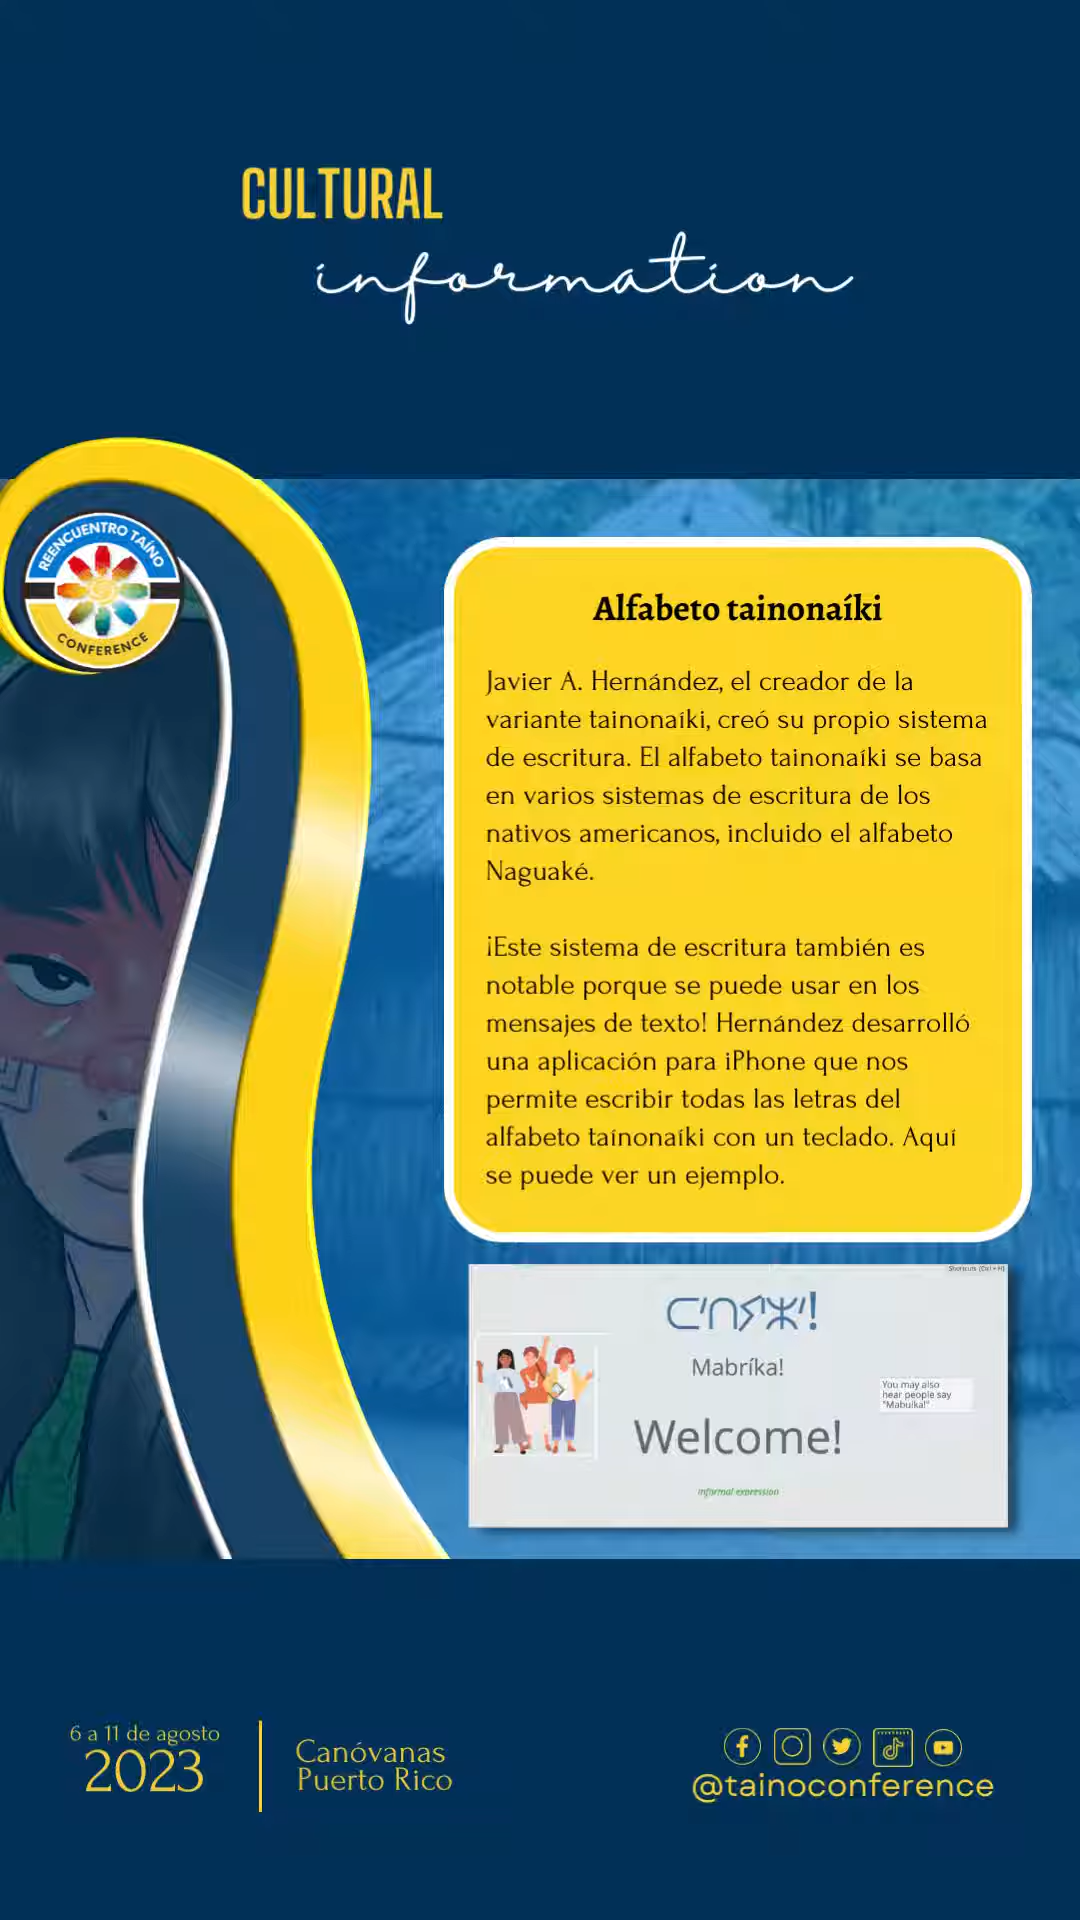 CULTURAL
information
REENCUENTRO TAÍNO
CONFERENCE
Alfabeto tainonaíki
Javier A. Hernández, el creador de la
variante tainonaíki, creó su propio sistema
de escritura. El alfabeto tainonaíki se basa
en varios sistemas de escritura de los
nativos americanos, incluido el alfabeto
Naguaké.
¡Este sistema de escritura también es
notable porque se puede usar en los
mensajes de texto! Hernández desarrolló
una aplicación para iPhone que nos
permite escribir todas las letras del
alfabeto taínonaíki con un teclado. Aquí
se puede ver un ejemplo.
Shortcuts (Ctrl + H)
Mabríka!
You may also
hear people say
"Mabuika!"
Welcome!
informal expression
6 a 11 de agosto
2023
Canóvanas
Puerto Rico
@tainoconference